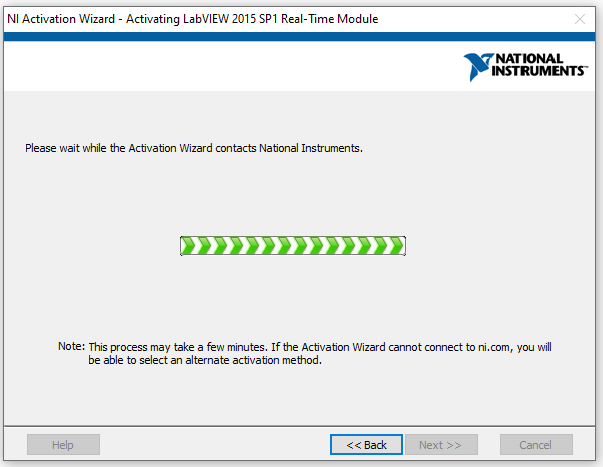 NI Activation Wizard - Activating LabVIEW 2015 SP1 Real-Time Module
NATIONAL
INSTRUMENTS™
Please wait while the Activation Wizard contacts National Instruments.
Note: This process may take a few minutes. If the Activation Wizard cannot connect to ni.com, you will
be able to select an alternate activation method.
Help
<< Back
Next >>
Cancel